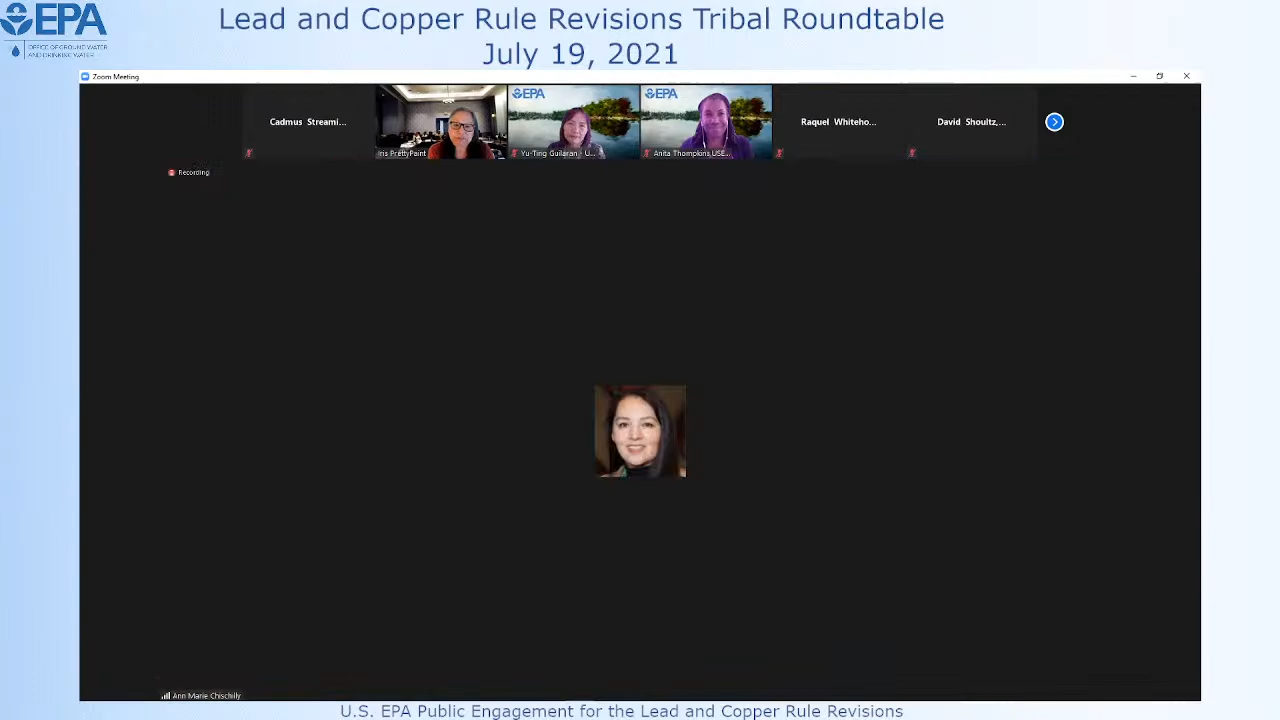 EPA
OFFICE OF GROUND WATER
AND DRINKING WATER
Lead and Copper Rule Revisions Tribal Roundtable
July 19, 2021
Zoom Meeting
Cadmus Streami...
EPA
EPA
Raquel Whiteho...
David Shoultz,...
Iris PrettyPaint
Yu-Ting Guilaran - U...
Anita Thompkins USE...
Recording
Ann Marie Chischilly
U.S. EPA Public Engagement for the Lead and Copper Rule Revisions